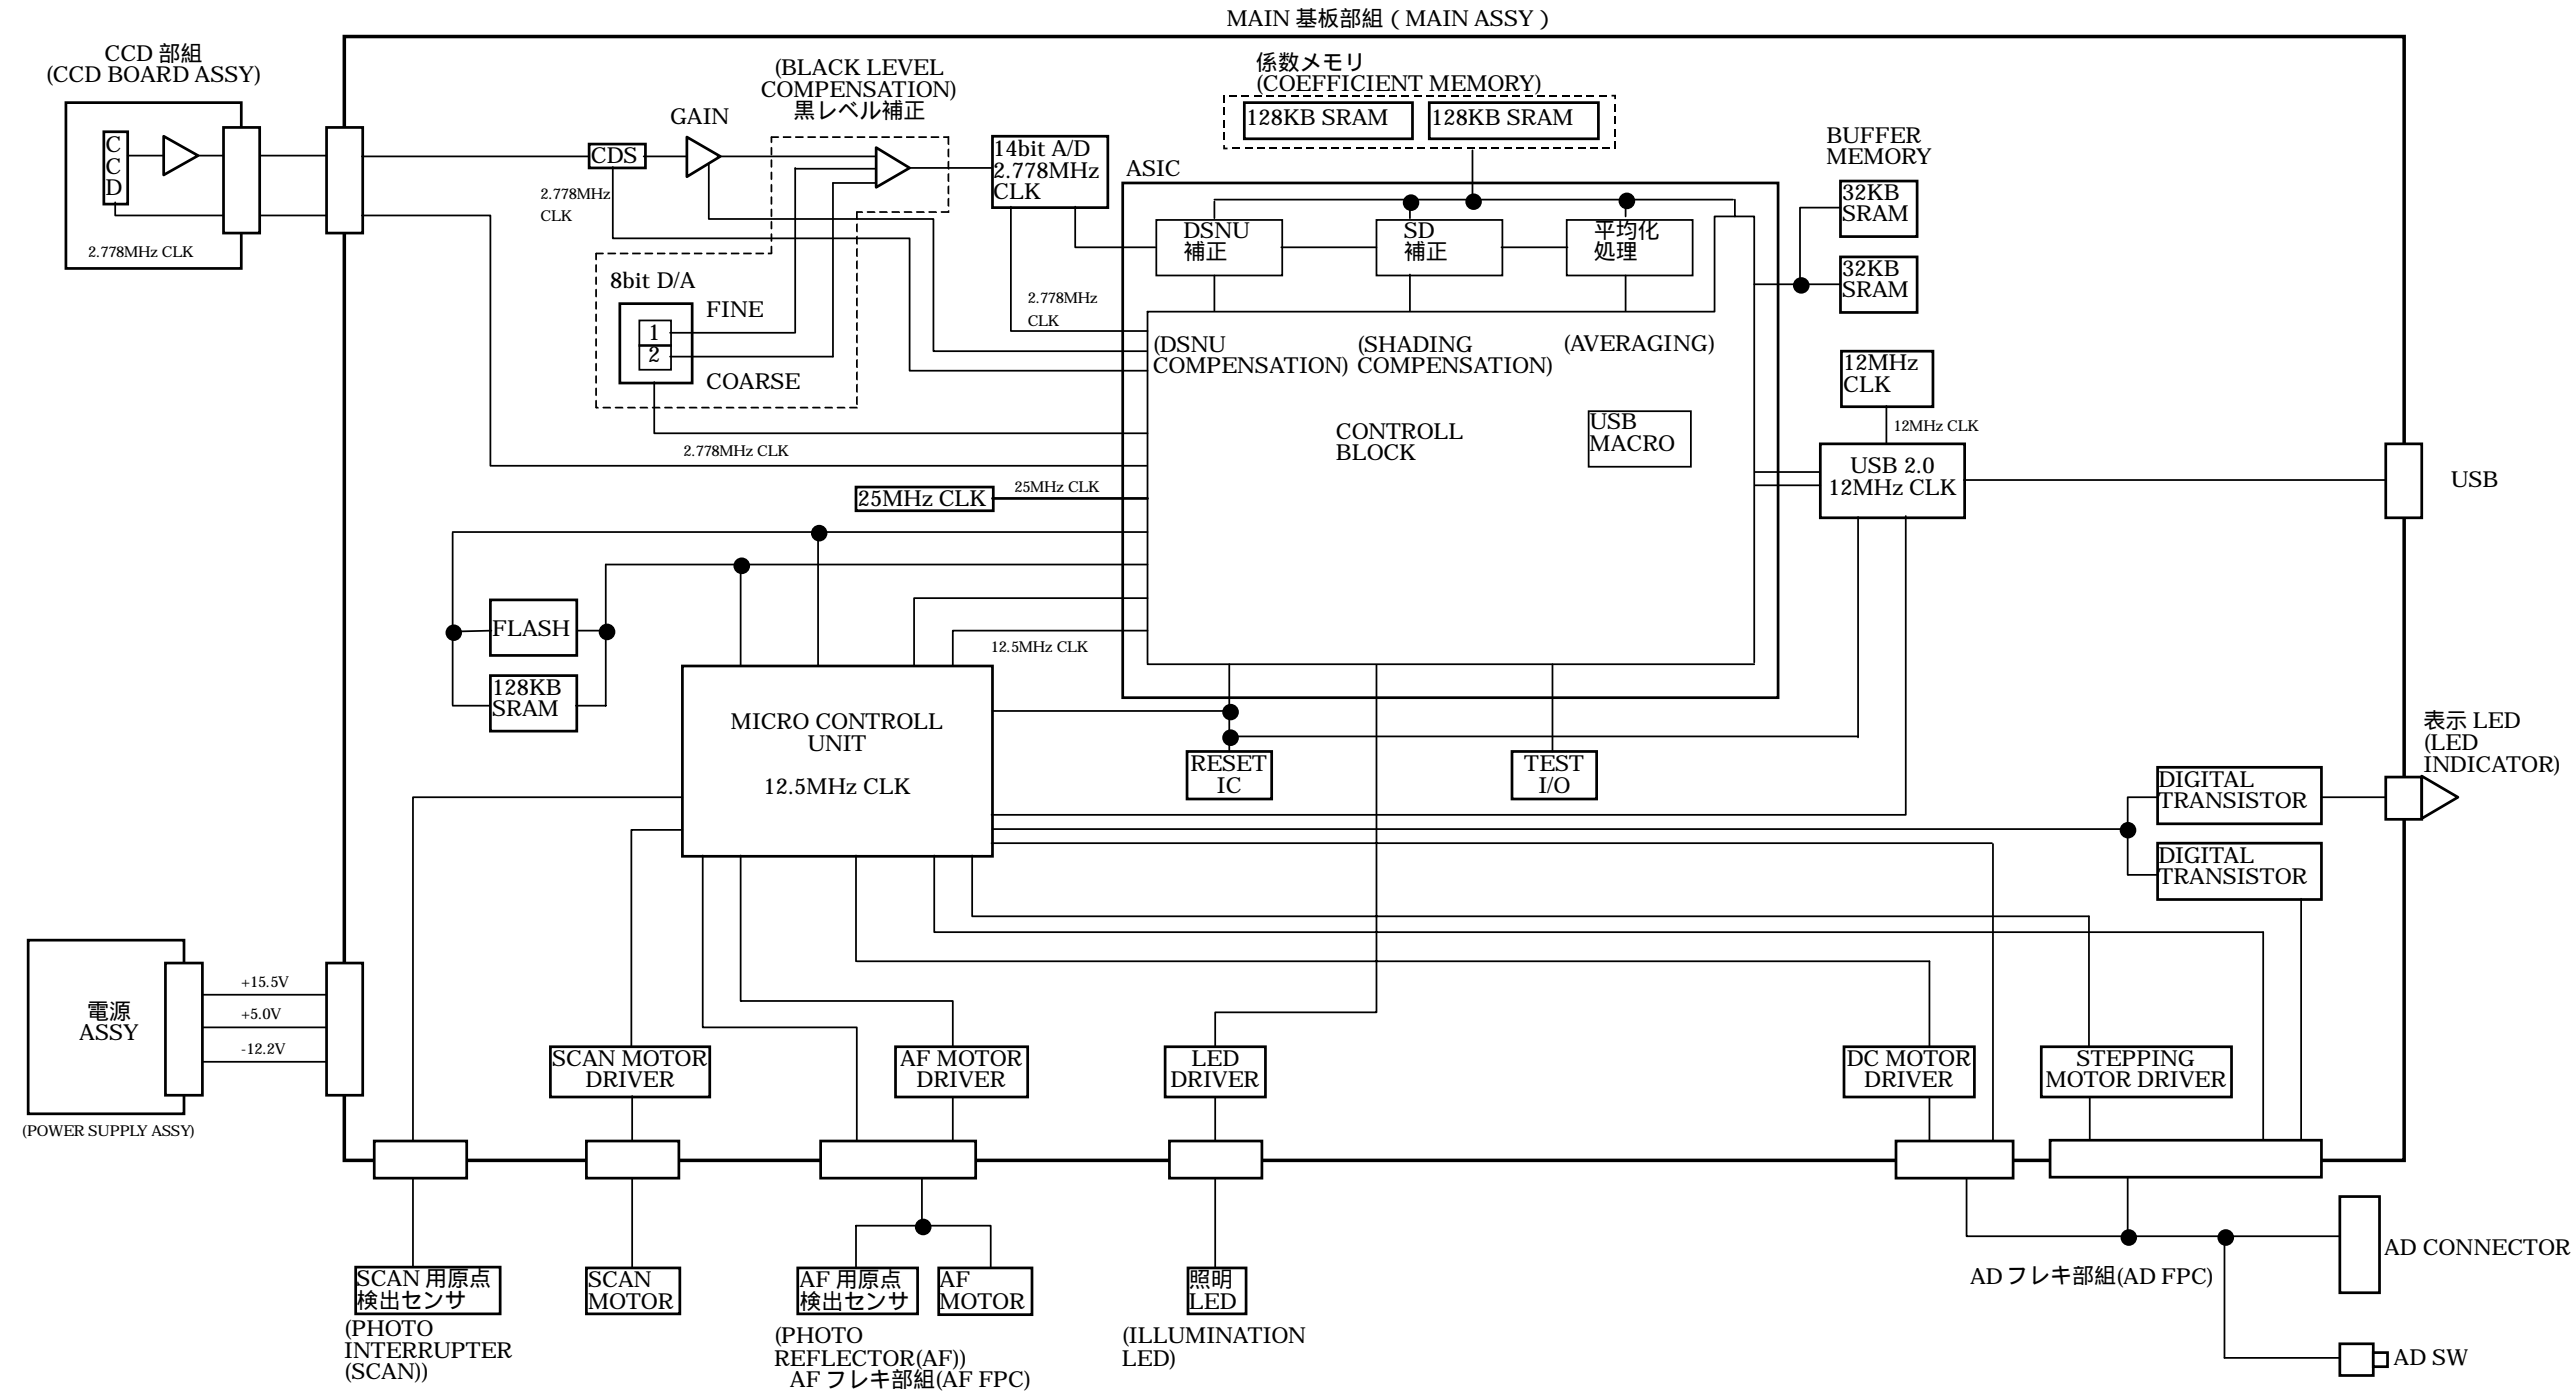 MAIN 基板部組 ( MAIN ASSY )
CCD 部組
(CCD BOARD ASSY)
C
C
D
2.778MHz CLK
(BLACK LEVEL
COMPENSATION)
黒レベル補正
GAIN
CDS
2.778MHz
CLK
14bit A/D
2.778MHz
CLK
係数メモリ
(COEFFICIENT MEMORY)
128KB SRAM
128KB SRAM
ASIC
BUFFER
MEMORY
32KB
SRAM
32KB
SRAM
DSNU
補正
SD
補正
平均化
処理
8bit D/A
FINE
1
2
COARSE
2.778MHz
CLK
(DSNU
COMPENSATION)
(SHADING
COMPENSATION)
(AVERAGING)
12MHz
CLK
12MHz CLK
CONTROLL
BLOCK
USB
MACRO
2.778MHz CLK
USB 2.0
12MHz CLK
USB
25MHz CLK
25MHz CLK
FLASH
128KB
SRAM
12.5MHz CLK
MICRO CONTROLL
UNIT
12.5MHz CLK
RESET
IC
TEST
I/O
表示 LED
(LED
INDICATOR)
DIGITAL
TRANSISTOR
DIGITAL
TRANSISTOR
電源
ASSY
+15.5V
+5.0V
-12.2V
(POWER SUPPLY ASSY)
SCAN MOTOR
DRIVER
AF MOTOR
DRIVER
LED
DRIVER
DC MOTOR
DRIVER
STEPPING
MOTOR DRIVER
SCAN 用原点
検出センサ
(PHOTO
INTERRUPTER
(SCAN))
SCAN
MOTOR
AF 用原点
検出センサ
AF
MOTOR
(PHOTO
REFLECTOR(AF))
AF フレキ部組(AF FPC)
照明
LED
(ILLUMINATION
LED)
AD フレキ部組(AD FPC)
AD CONNECTOR
AD SW